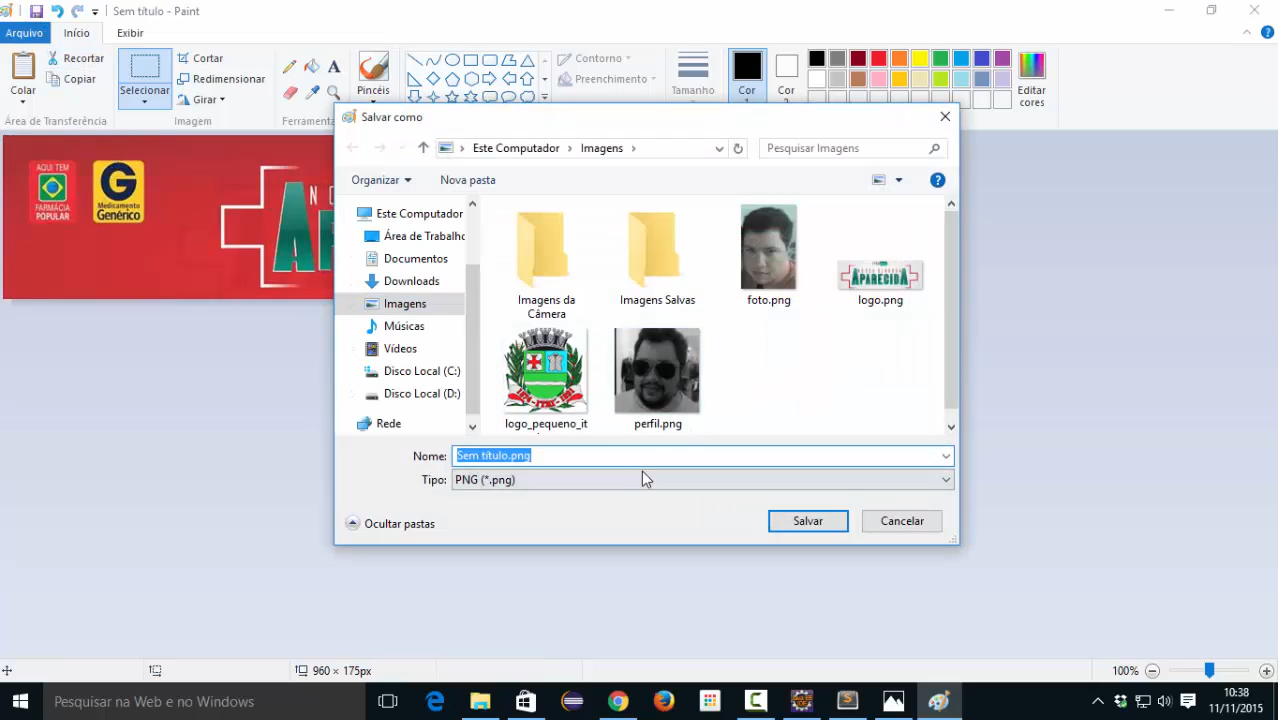 Sem título - Paint
Arquivo
Início
Exibir
Colar
Recortar
Copiar
Área de Transferência
Selecionar
Cortar
Redimensionar
Girar
Imagem
A
Ferramenta
Pincéis
Contorno
Preenchimento
Tamanho
Cor
1
Cor
2
Editar
cores
AQUI TEM
FARMÁCIA
POPULAR
G
Medicamento
Genérico
Salvar como
Este Computador
Imagens
Pesquisar Imagens
Organizar
Nova pasta
Este Computador
Área de Trabalho
Documentos
Downloads
Imagens
Músicas
Vídeos
Disco Local (C:)
Disco Local (D:)
Rede
Imagens da
Câmera
Imagens Salvas
foto.png
APARECIDA
logo.png
logo_pequeno_it
perfil.png
Nome:
Sem título.png
Tipo:
PNG (*.png)
Ocultar pastas
Salvar
Cancelar
960 × 175px
100%
Pesquisar na Web e no Windows
10:38
11/11/2015